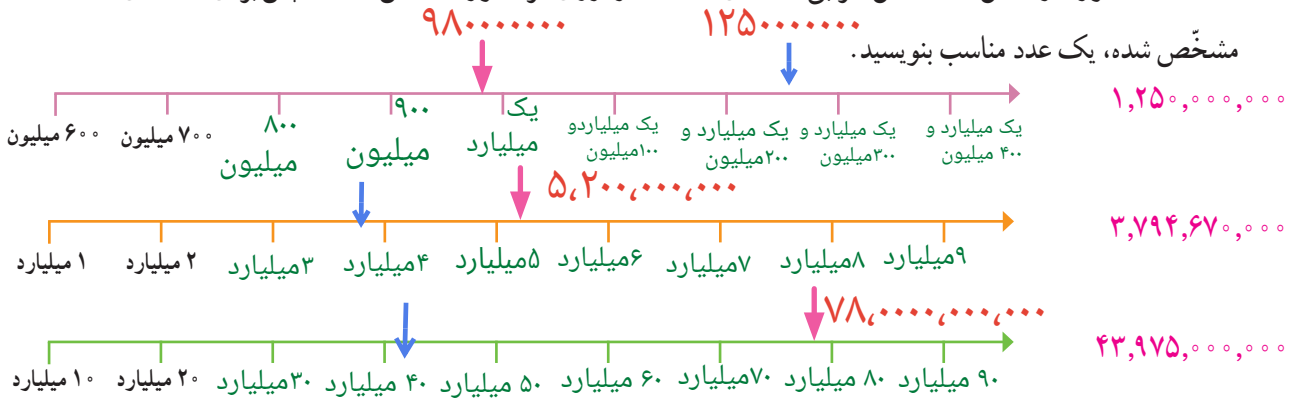 ۹۸۰۰۰۰۰۰۰ ۱۲۵۰۰۰۰۰۰۰
مشخّص شده، یک عدد مناسب بنویسید.
۱,۲۵۰,۰۰۰,۰۰۰
۶۰۰ میلیون ۷۰۰ میلیون ۸۰۰ میلیون ۹۰۰ میلیون یک میلیارد یک میلیاردو ۱۰۰میلیون یک میلیارد و ۲۰۰میلیون یک میلیارد و ۳۰۰میلیون یک میلیارد و ۴۰۰ میلیون
۵,۲۰۰,۰۰۰,۰۰۰
۳,۷۹۴,۶۷۰,۰۰۰
۱ میلیارد ۲ میلیارد ۳میلیارد ۴میلیارد ۵میلیارد ۶میلیارد ۷میلیارد ۸میلیارد ۹میلیارد
۷۸,۰۰۰۰,۰۰۰,۰۰۰
۴۳,۹۷۵,۰۰۰,۰۰۰
۱۰ میلیارد ۲۰ میلیارد ۳۰میلیارد ۴۰ میلیارد ۵۰ میلیارد ۶۰ میلیارد ۷۰میلیارد ۸۰ میلیارد ۹۰ میلیارد